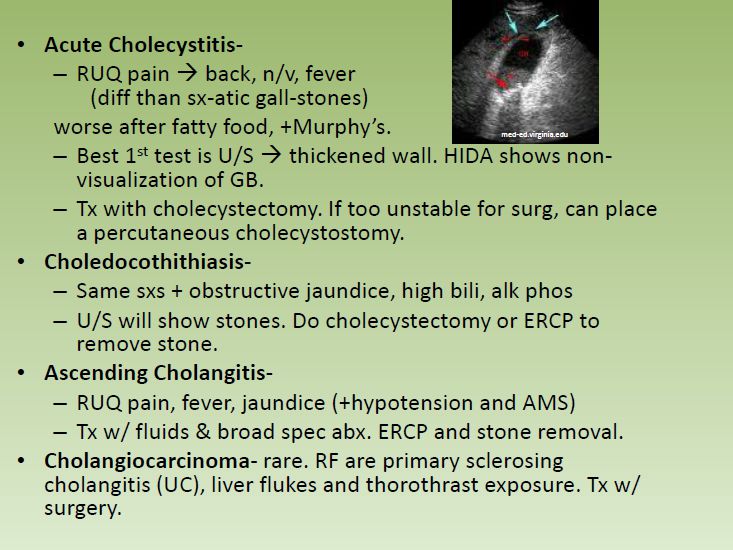 • Acute Cholecystitis-
– RUQ pain → back, n/v, fever
(diff than sx-atic gall-stones)
worse after fatty food, +Murphy's.
med-ed.virginia.edu
– Best 1st test is U/S → thickened wall. HIDA shows non-
visualization of GB.
– Tx with cholecystectomy. If too unstable for surg, can place
a percutaneous cholecystostomy.
• Choledocothithiasis-
– Same sxs + obstructive jaundice, high bili, alk phos
– U/S will show stones. Do cholecystectomy or ERCP to
remove stone.
• Ascending Cholangitis-
– RUQ pain, fever, jaundice (+hypotension and AMS)
– Tx w/ fluids & broad spec abx. ERCP and stone removal.
• Cholangiocarcinoma- rare. RF are primary sclerosing
cholangitis (UC), liver flukes and thorothrast exposure. Tx w/
surgery.